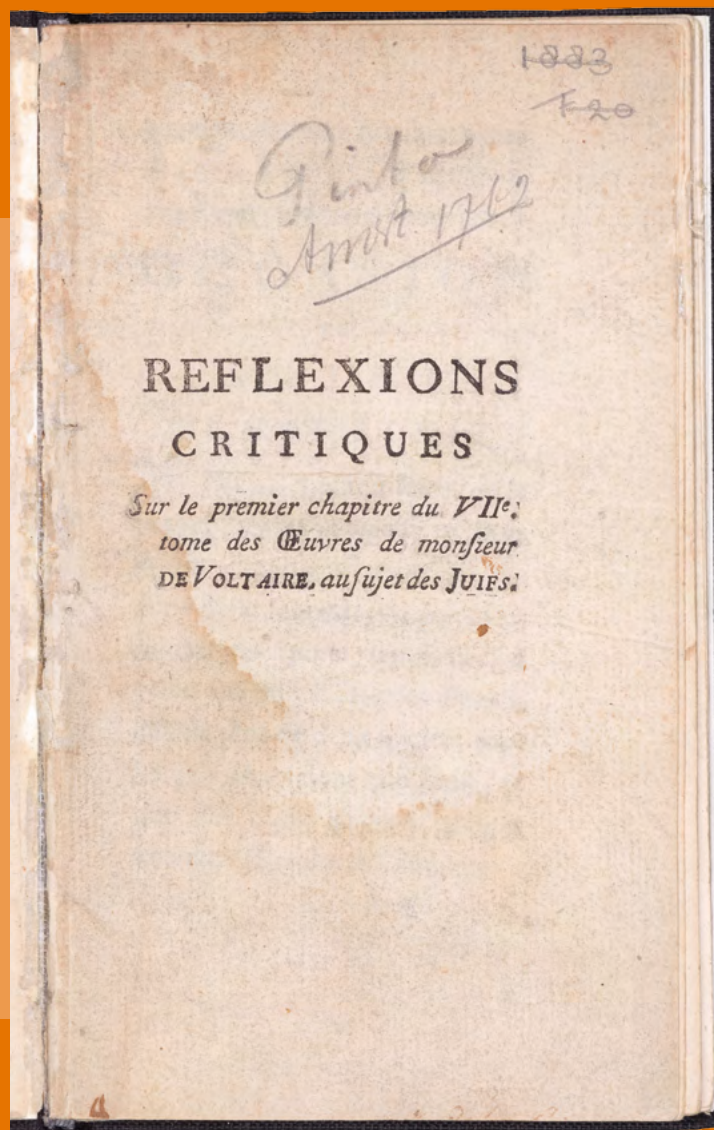 1883
F20
Pinto
Amst 1762
REFLEXIONS
CRITIQUES
Sur le premier chapitre du VIIe.
tome des Œuvres de monſieur
DE VOLTAIRE, au ſujet des JUIFS.